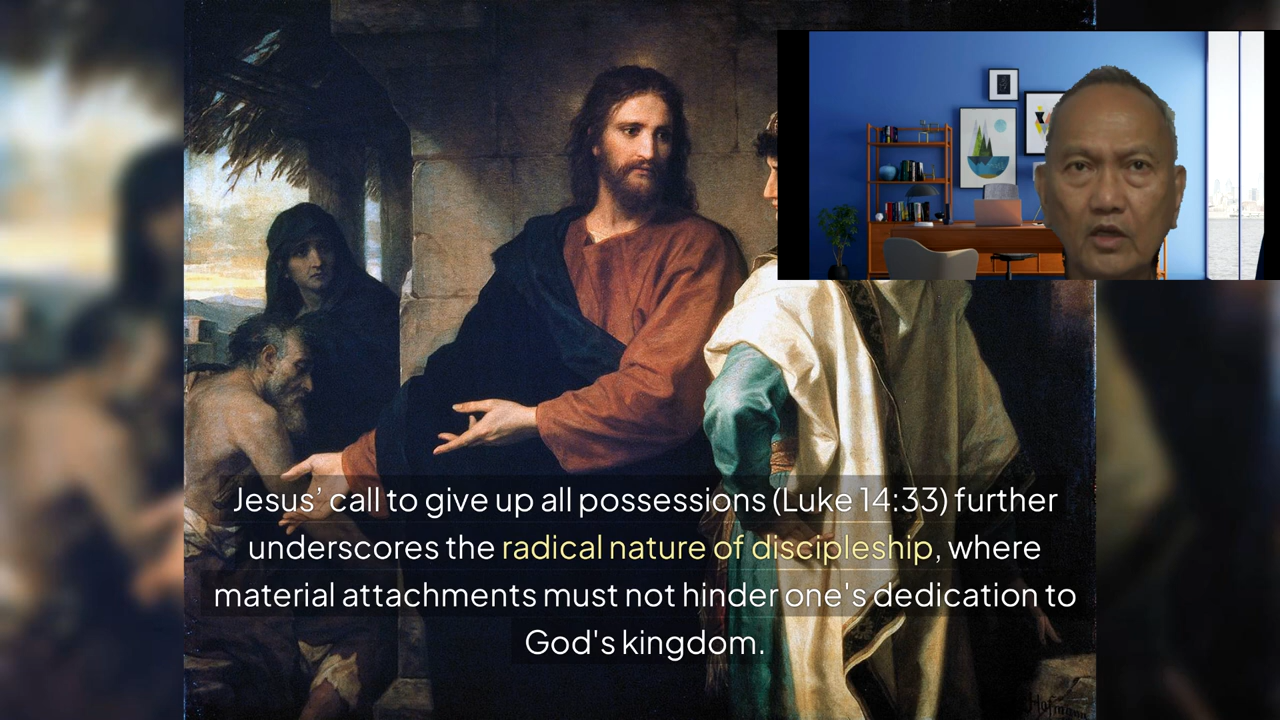 Jesus’ call to give up all possessions (Luke 14:33) further
underscores the radical nature of discipleship, where
material attachments must not hinder one's dedication to
God's kingdom.
Hofmann